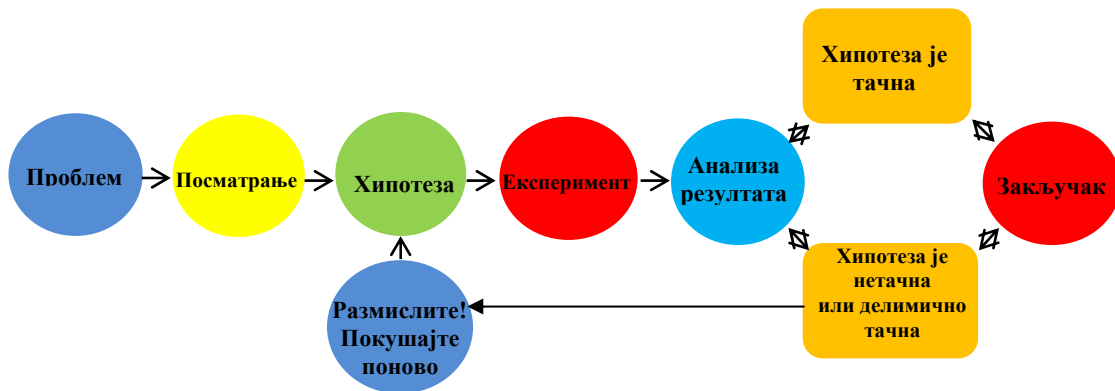 Проблем
Посматрање
Хипотеза
Експеримент
Анализа
резултата
Хипотеза је
тачна
Закључак
Хипотеза је
нетачна
или делимично
тачна
Размислите!
Покушајте
поново